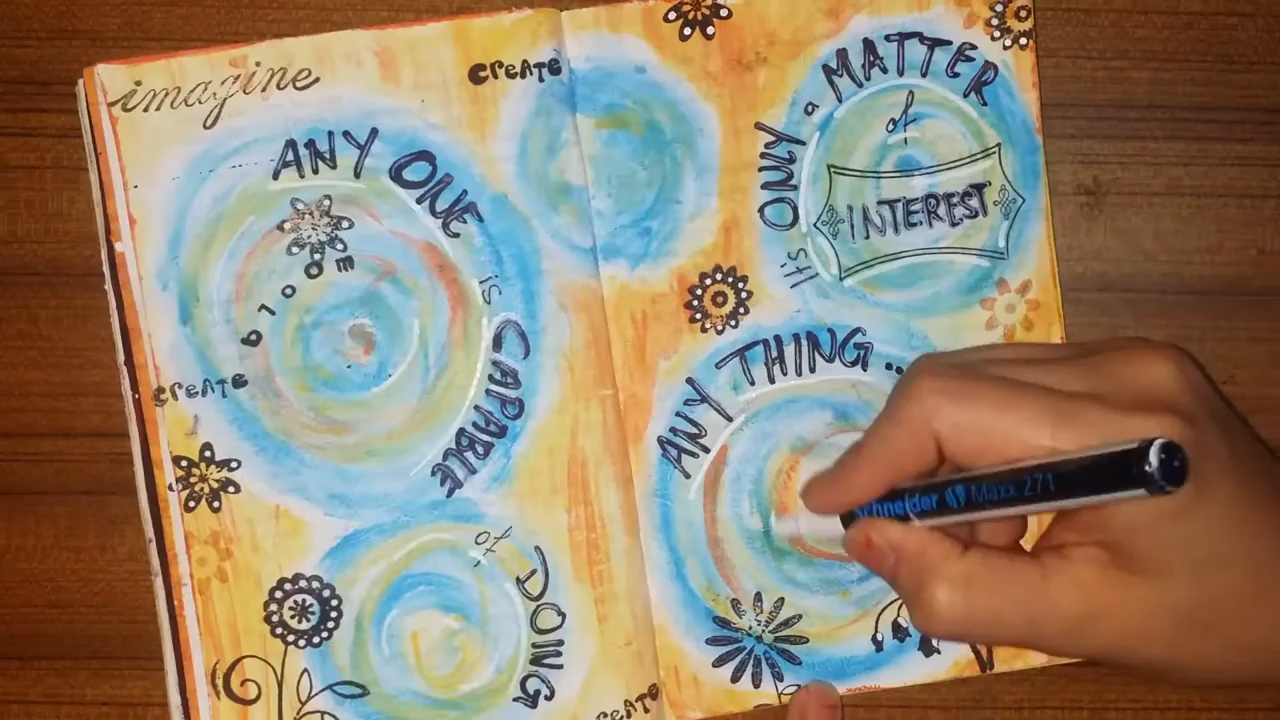 imagine
CREATE
ANY ONE
is
CAPABLE
bloom
CREATE
of
DOING
CREATE
It's ONLY a MATTER
of
INTEREST
ANY THING...
Schneider Maxx 271